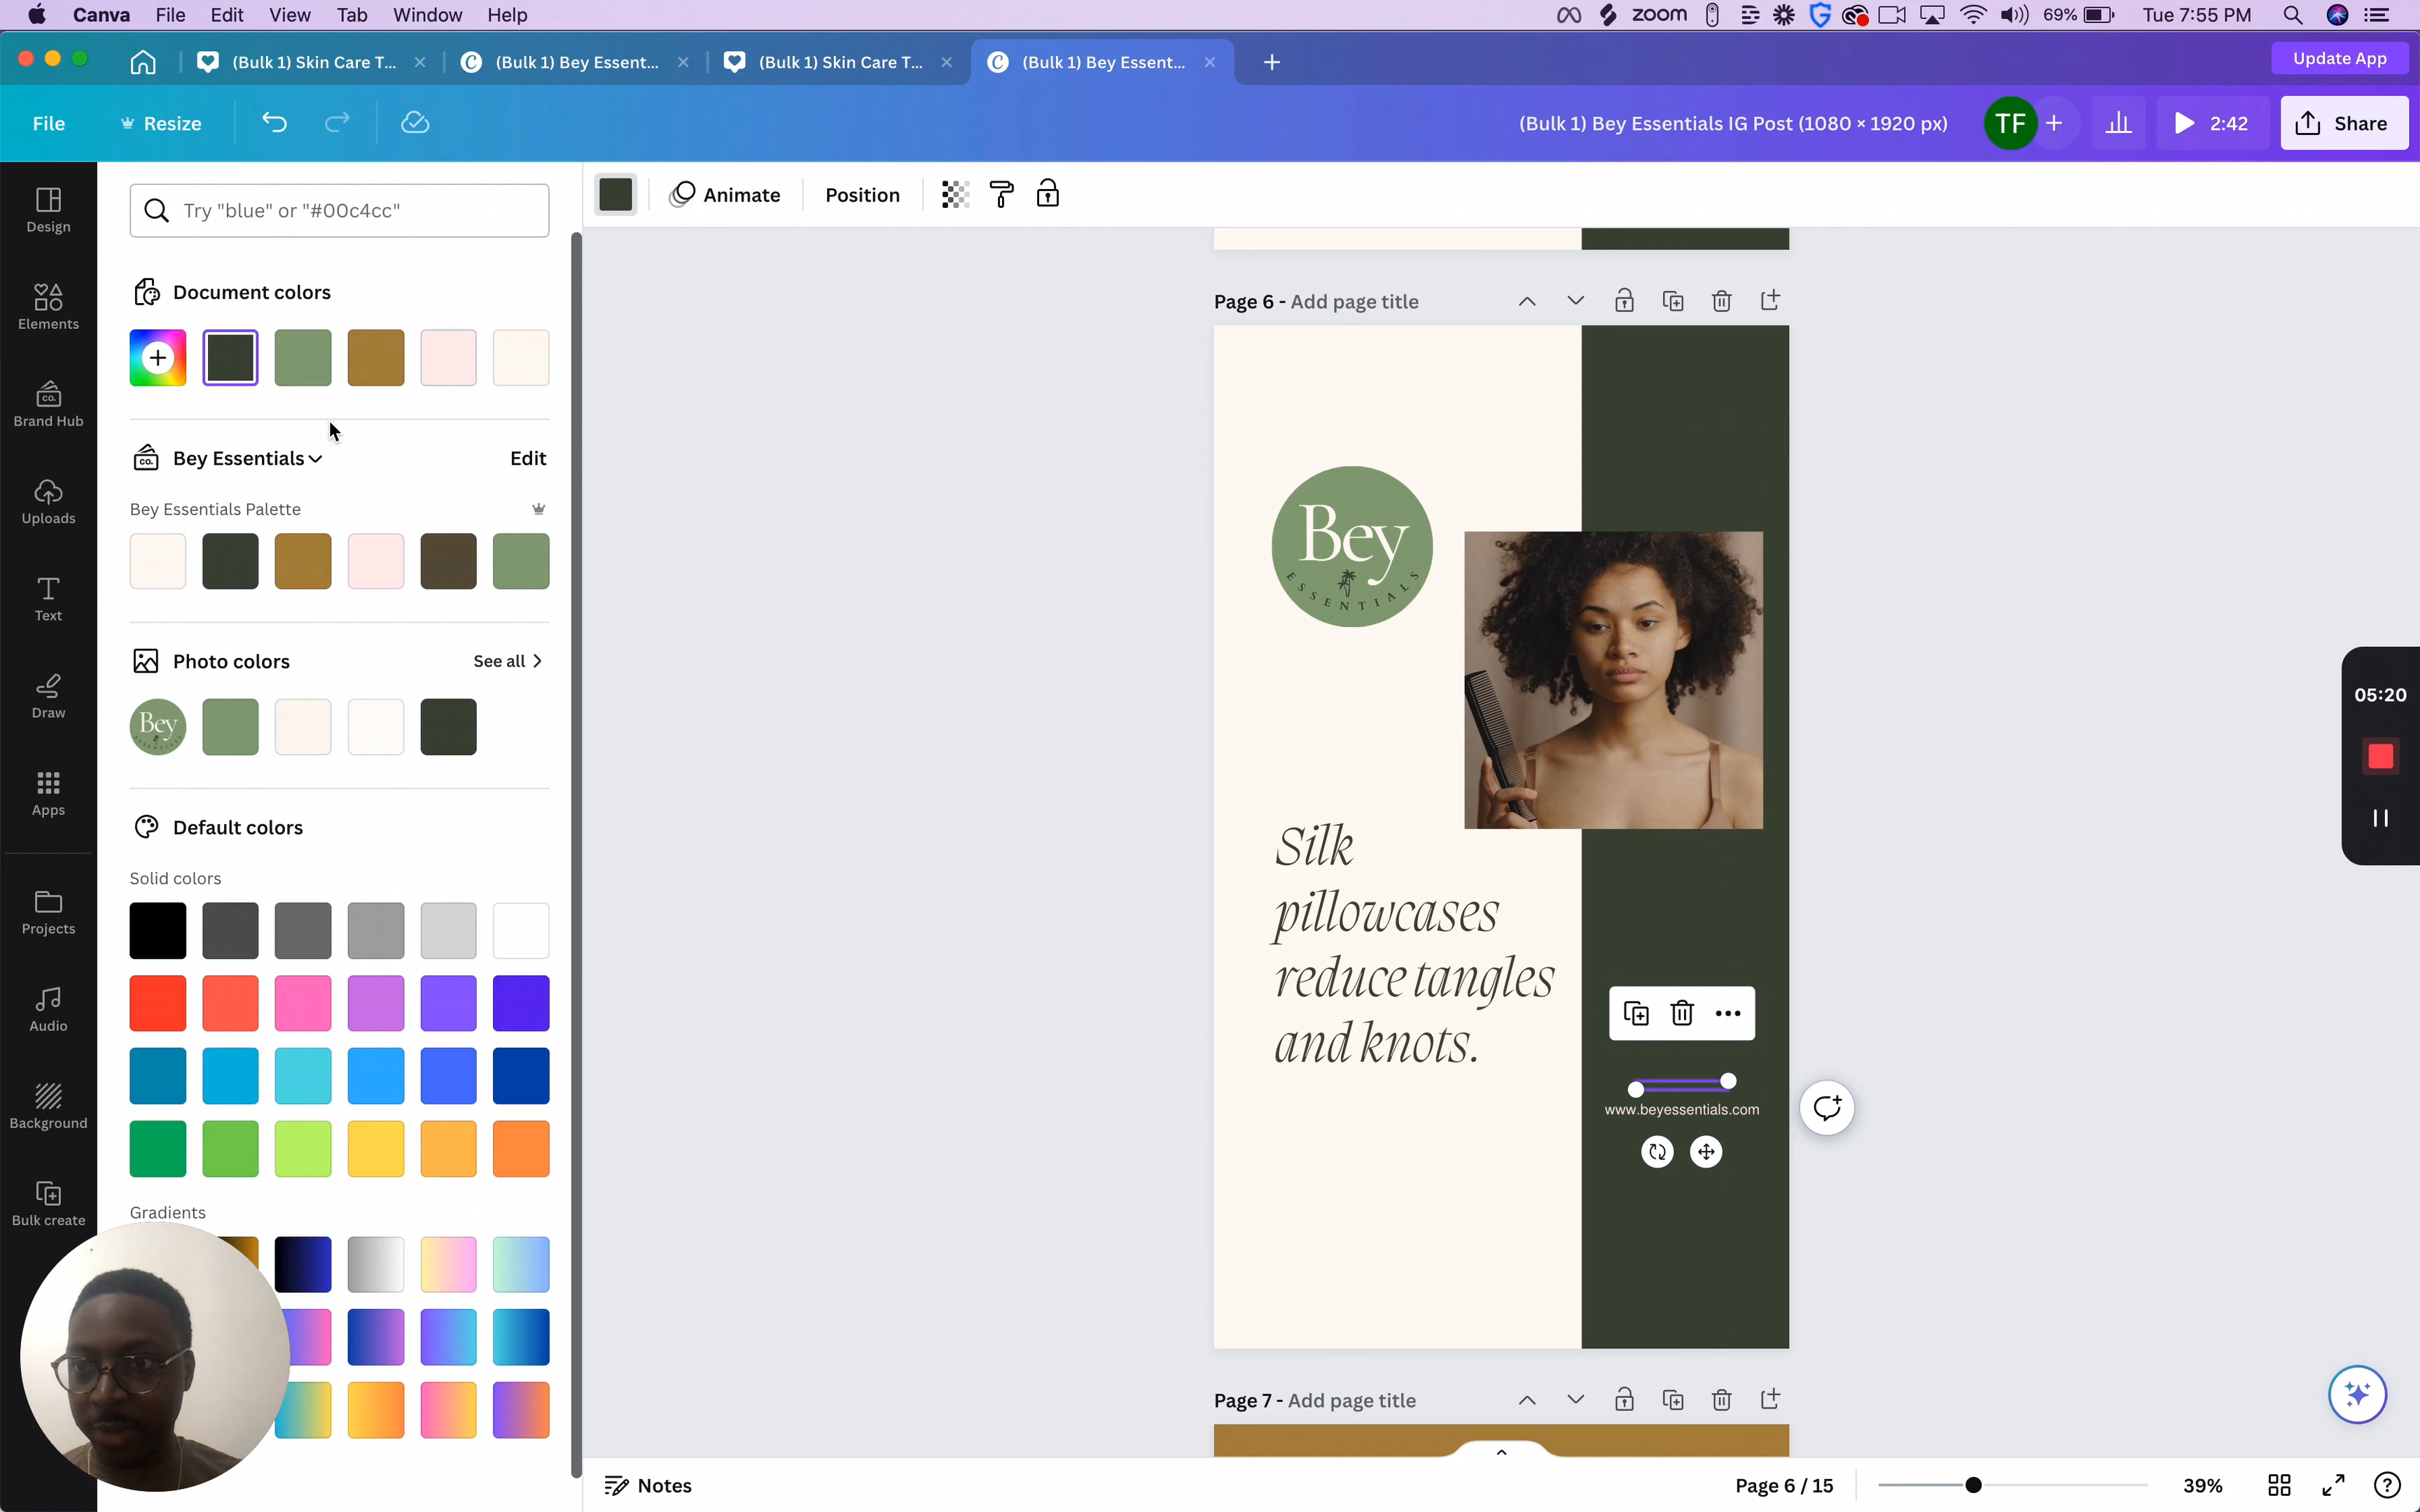 Canva File Edit View Tab Window Help
zoom 69% Tue 7:55 PM
(Bulk 1) Skin Care T...
(Bulk 1) Bey Essent...
(Bulk 1) Skin Care T...
(Bulk 1) Bey Essent...
Update App
File
Resize
(Bulk 1) Bey Essentials IG Post (1080 × 1920 px)
TF
2:42
Share
Design
Elements
Brand Hub
Uploads
Text
Draw
Apps
Projects
Audio
Background
Bulk create
Try "blue" or "#00c4cc"
Document colors
CO.
Bey Essentials
Edit
Bey Essentials Palette
Photo colors
See all
Bey
ESSENTIALS
Default colors
Solid colors
Gradients
Animate
Position
Page 6 - Add page title
Bey
ESSENTIALS
Silk
pillowcases
reduce tangles
and knots.
www.beyessentials.com
Page 7 - Add page title
05:20
Notes
Page 6 / 15
39%